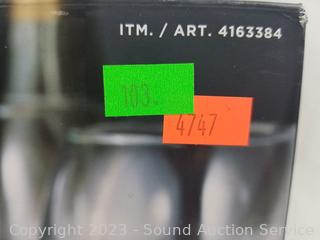 ITM. / ART. 4163384
103.
4747
Copyright © 2023 - Sound Auction Service